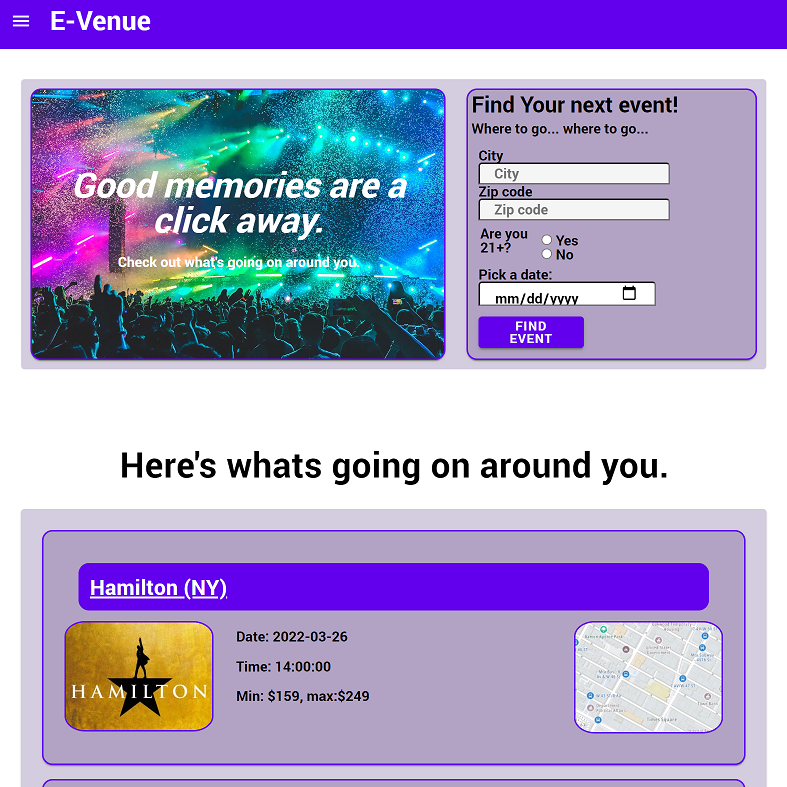 E-Venue
Good memories are a
click away.
Check out what's going on around you.
Find Your next event!
Where to go... where to go...
City
City
Zip code
Zip code
Are you
21+?
Yes
No
Pick a date:
mm/dd/yyyy
FIND
EVENT
Here's whats going on around you.
Hamilton (NY)
HAMILTON
Date: 2022-03-26
Time: 14:00:00
Min: $159, max:$249
Times Square